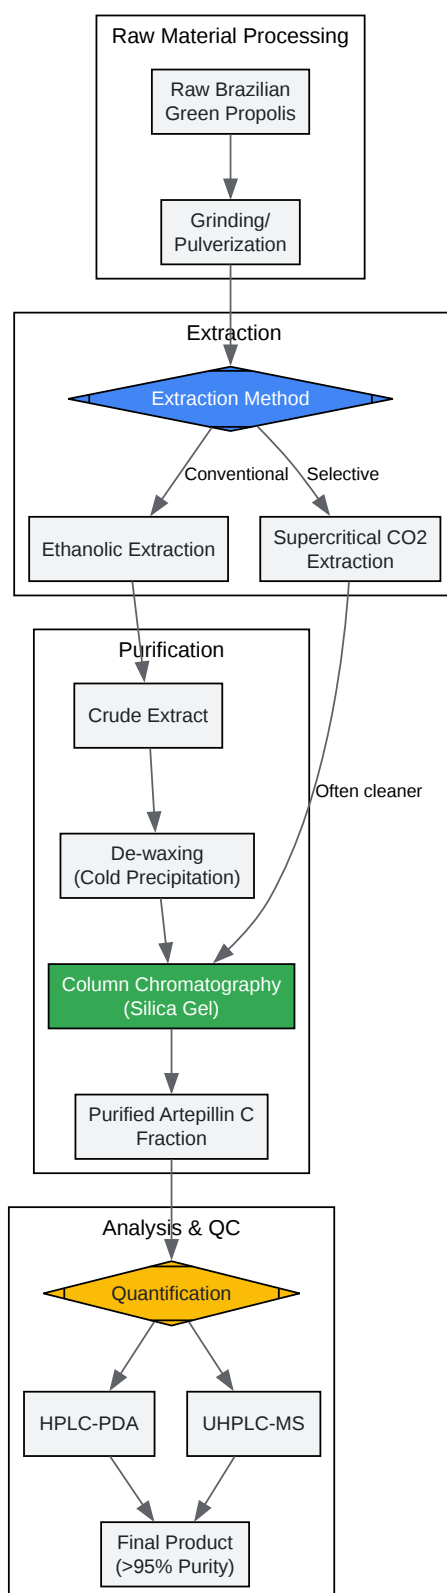 Raw Material Processing
Raw Brazilian
Green Propolis
Grinding/
Pulverization
Extraction
Extraction Method
Conventional
Selective
Ethanolic Extraction
Supercritical CO2
Extraction
Purification
Crude Extract
Often cleaner
De-waxing
(Cold Precipitation)
Column Chromatography
(Silica Gel)
Purified Artepillin C
Fraction
Analysis & QC
Quantification
HPLC-PDA
UHPLC-MS
Final Product
(>95% Purity)